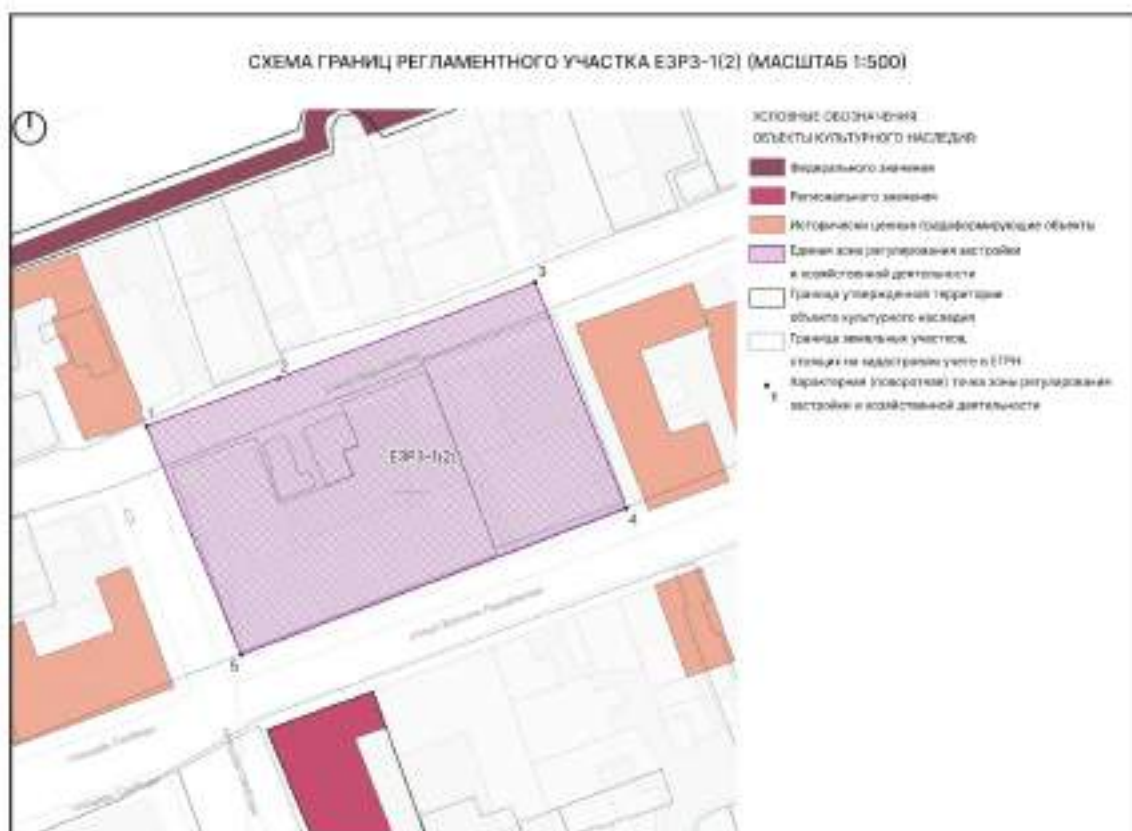 СХЕМА ГРАНИЦ РЕГЛАМЕНТНОГО УЧАСТКА ЕЗРЗ-1(2) (МАСШТАБ 1:500)
УСЛОВНЫЕ ОБОЗНАЧЕНИЯ
ОБЪЕКТЫ КУЛЬТУРНОГО НАСЛЕДИЯ:
Федерального значения
Регионального значения
Исторически ценные градоформирующие объекты
Единая зона регулирования застройки
и хозяйственной деятельности
Граница утвержденной территории
объекта культурного наследия
Граница земельных участков,
стоящих на кадастровом учете в ЕГРН
Характерная (поворотная) точка зоны регулирования
застройки и хозяйственной деятельности
3
2
1
ЕЗРЗ-1(2)
4
5
улица